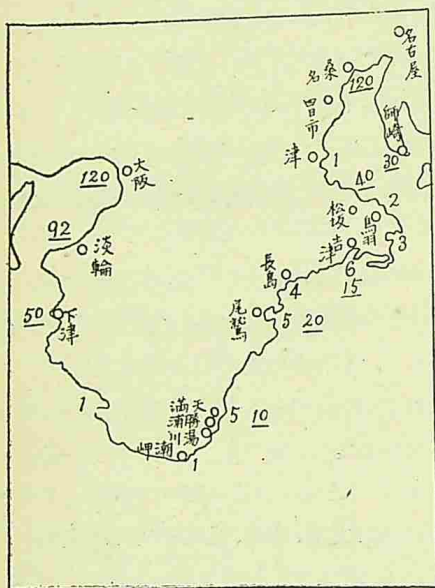 名古屋
桑名
120
四日市
師崎
30
津
1
40
松坂
鳥羽
2
3
吉津
6
15
大阪
120
92
淡輪
長島
4
50
下津
尾鷲
5
20
1
天満
勝浦
湯川
5
10
潮岬
1